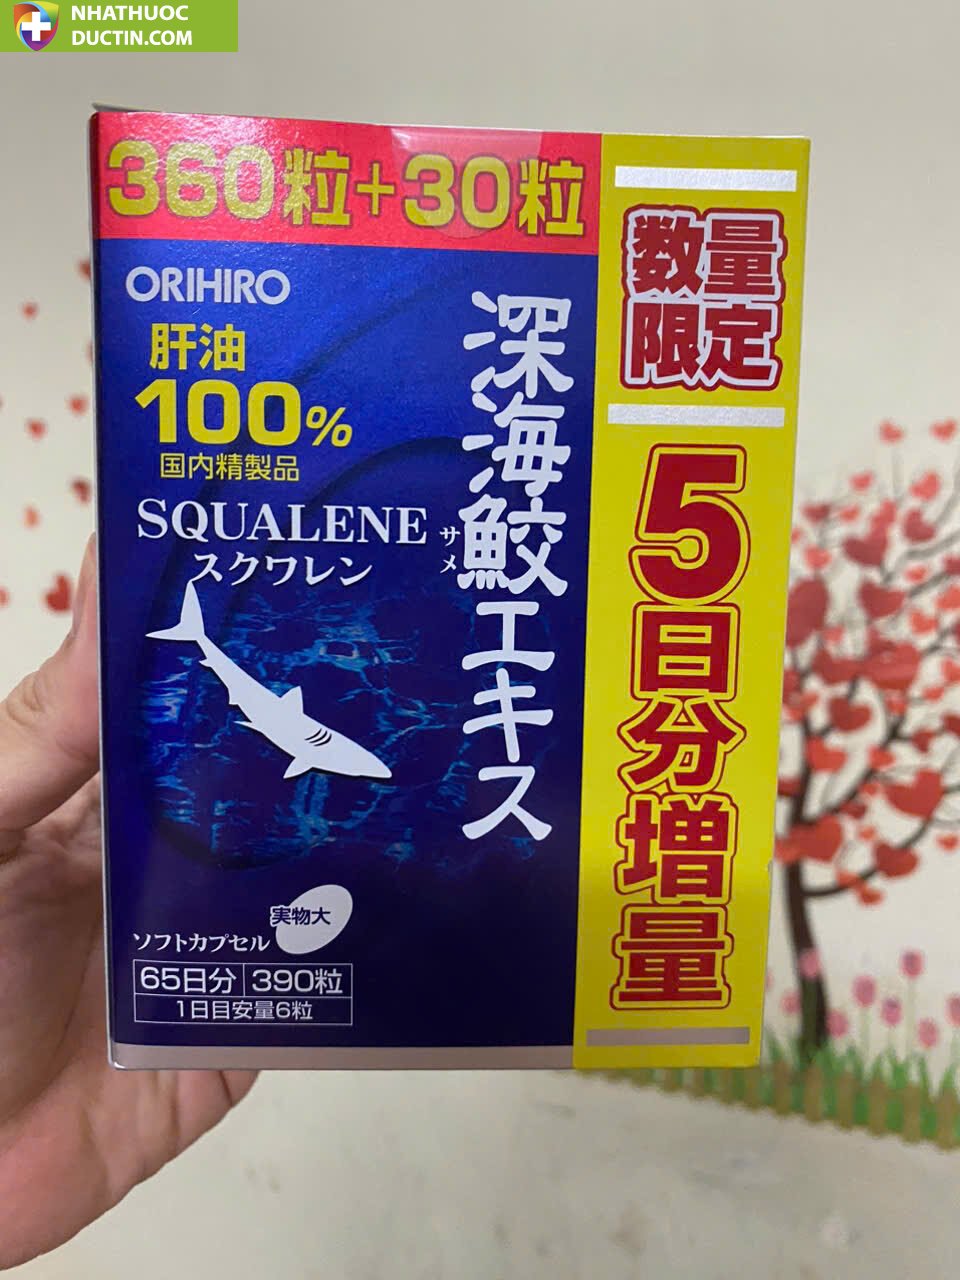 NHATHUOC
DUCTIN.COM
360粒+30粒
ORIHIRO
肝油
100%
国内精製品
SQUALENE
スクワレン
深海鮫エキス
サメ
実物大
ソフトカプセル
65日分 390粒
1日目安量6粒
数量
限定
5日分増量